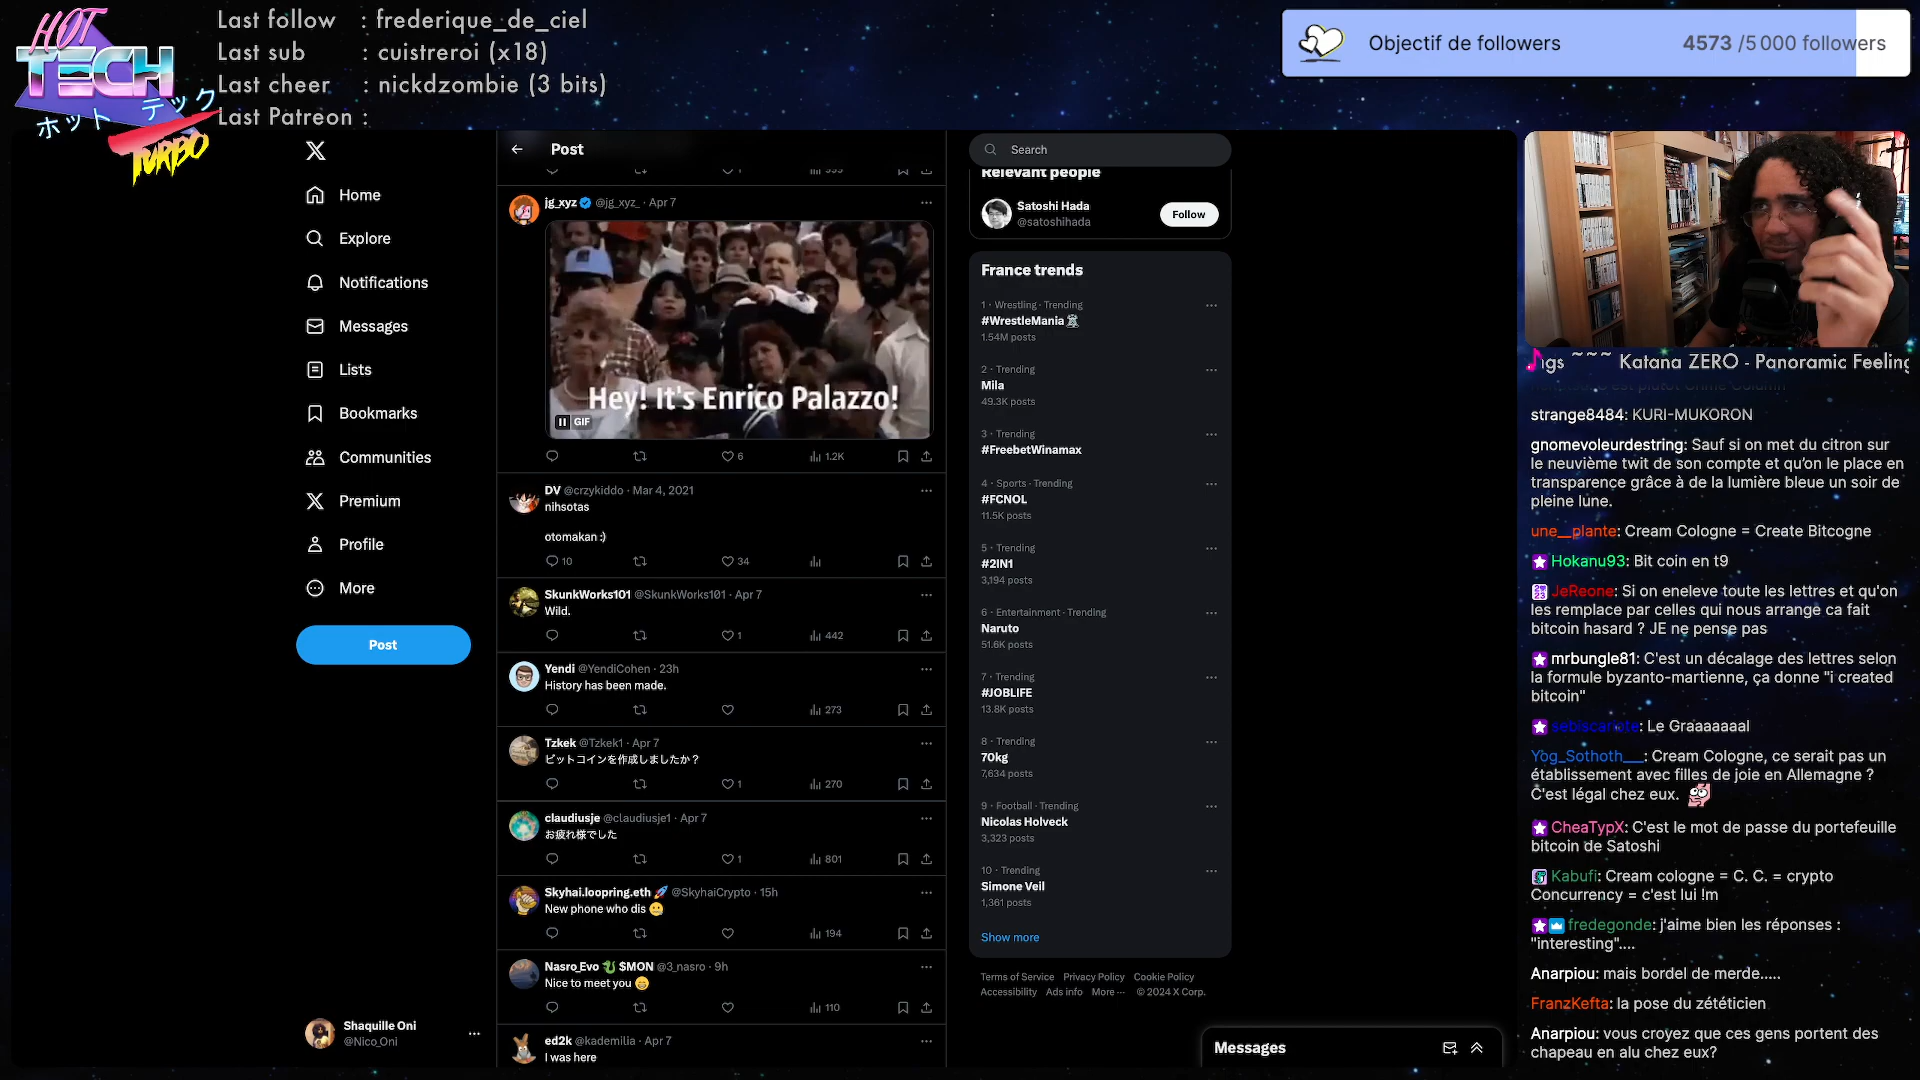 HOT
TECH
ホット テック
TURBO
Last follow : frederique_de_ciel
Last sub : cuistreroi (x18)
Last cheer : nickdzombie (3 bits)
Last Patreon :
Objectif de followers
4573 /5 000 followers
Home
Explore
Notifications
Messages
Lists
Bookmarks
Communities
Premium
Profile
More
Post
Shaquille Oni
@Nico_Oni
Post
jg_xyz @jg_xyz_ · Apr 7
Hey! It's Enrico Palazzo!
GIF
6
1.2K
DV @crzykiddo · Mar 4, 2021
nihsotas
otomakan :)
10
34
SkunkWorks101 @SkunkWorks101 · Apr 7
Wild.
1
442
Yendi @YendiCohen · 23h
History has been made.
273
Tzkek @Tzkek1 · Apr 7
ビットコインを作成しましたか？
1
270
claudiusje @claudiusje1 · Apr 7
お疲れ様でした
1
801
Skyhai.loopring.eth 🚀 @SkyhaiCrypto · 15h
New phone who dis
194
Nasro_Evo 🐉 $MON @3_nasro · 9h
Nice to meet you
110
ed2k @kademilia · Apr 7
I was here
Search
Relevant people
Satoshi Hada
@satoshihada
Follow
France trends
1 · Wrestling · Trending
#WrestleMania
1.54M posts
2 · Trending
Mila
49.3K posts
3 · Trending
#FreebetWinamax
4 · Sports · Trending
#FCNOL
11.5K posts
5 · Trending
#2IN1
3,194 posts
6 · Entertainment · Trending
Naruto
51.6K posts
7 · Trending
#JOBLIFE
13.8K posts
8 · Trending
70kg
7,634 posts
9 · Football · Trending
Nicolas Holveck
3,323 posts
10 · Trending
Simone Veil
1,361 posts
Show more
Terms of Service Privacy Policy Cookie Policy
Accessibility Ads info More ··· © 2024 X Corp.
Messages
ngs ~~~ Katana ZERO - Panoramic Feeling
strange8484: KURI-MUKORON
gnomevoleurdestring: Sauf si on met du citron sur
le neuvième twit de son compte et qu'on le place en
transparence grâce à de la lumière bleue un soir de
pleine lune.
une__plante: Cream Cologne = Create Bitcogne
Hokanu93: Bit coin en t9
JeReone: Si on eneleve toute les lettres et qu'on
les remplace par celles qui nous arrange ca fait
bitcoin hasard ? JE ne pense pas
mrbungle81: C'est un décalage des lettres selon
la formule byzanto-martienne, ça donne "i created
bitcoin"
sebiscariote: Le Graaaaaaal
Yog_Sothoth___: Cream Cologne, ce serait pas un
établissement avec filles de joie en Allemagne ?
C'est légal chez eux.
CheaTypX: C'est le mot de passe du portefeuille
bitcoin de Satoshi
Kabufi: Cream cologne = C. C. = crypto
Concurrency = c'est lui !m
fredegonde: j'aime bien les réponses :
"interesting"....
Anarpiou: mais bordel de merde.....
FranzKefta: la pose du zététicien
Anarpiou: vous croyez que ces gens portent des
chapeau en alu chez eux?